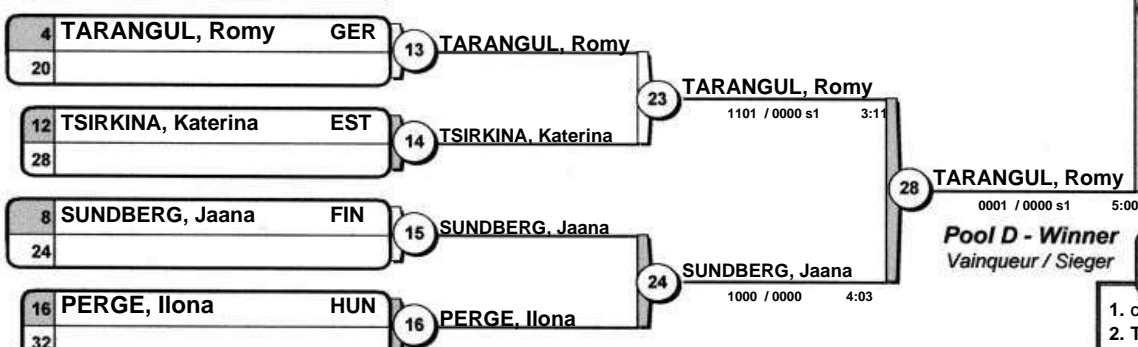 4 TARANGUL, Romy GER
20
13 TARANGUL, Romy
12 TSIRKINA, Katerina EST
28
14 TSIRKINA, Katerina
23 TARANGUL, Romy
1101 / 0000 s1 3:11
8 SUNDBERG, Jaana FIN
24
15 SUNDBERG, Jaana
16 PERGE, Ilona HUN
32
16 PERGE, Ilona
24 SUNDBERG, Jaana
1000 / 0000 4:03
28 TARANGUL, Romy
0001 / 0000 s1 5:00
Pool D - Winner
Vainqueur / Sieger
1.
2. T